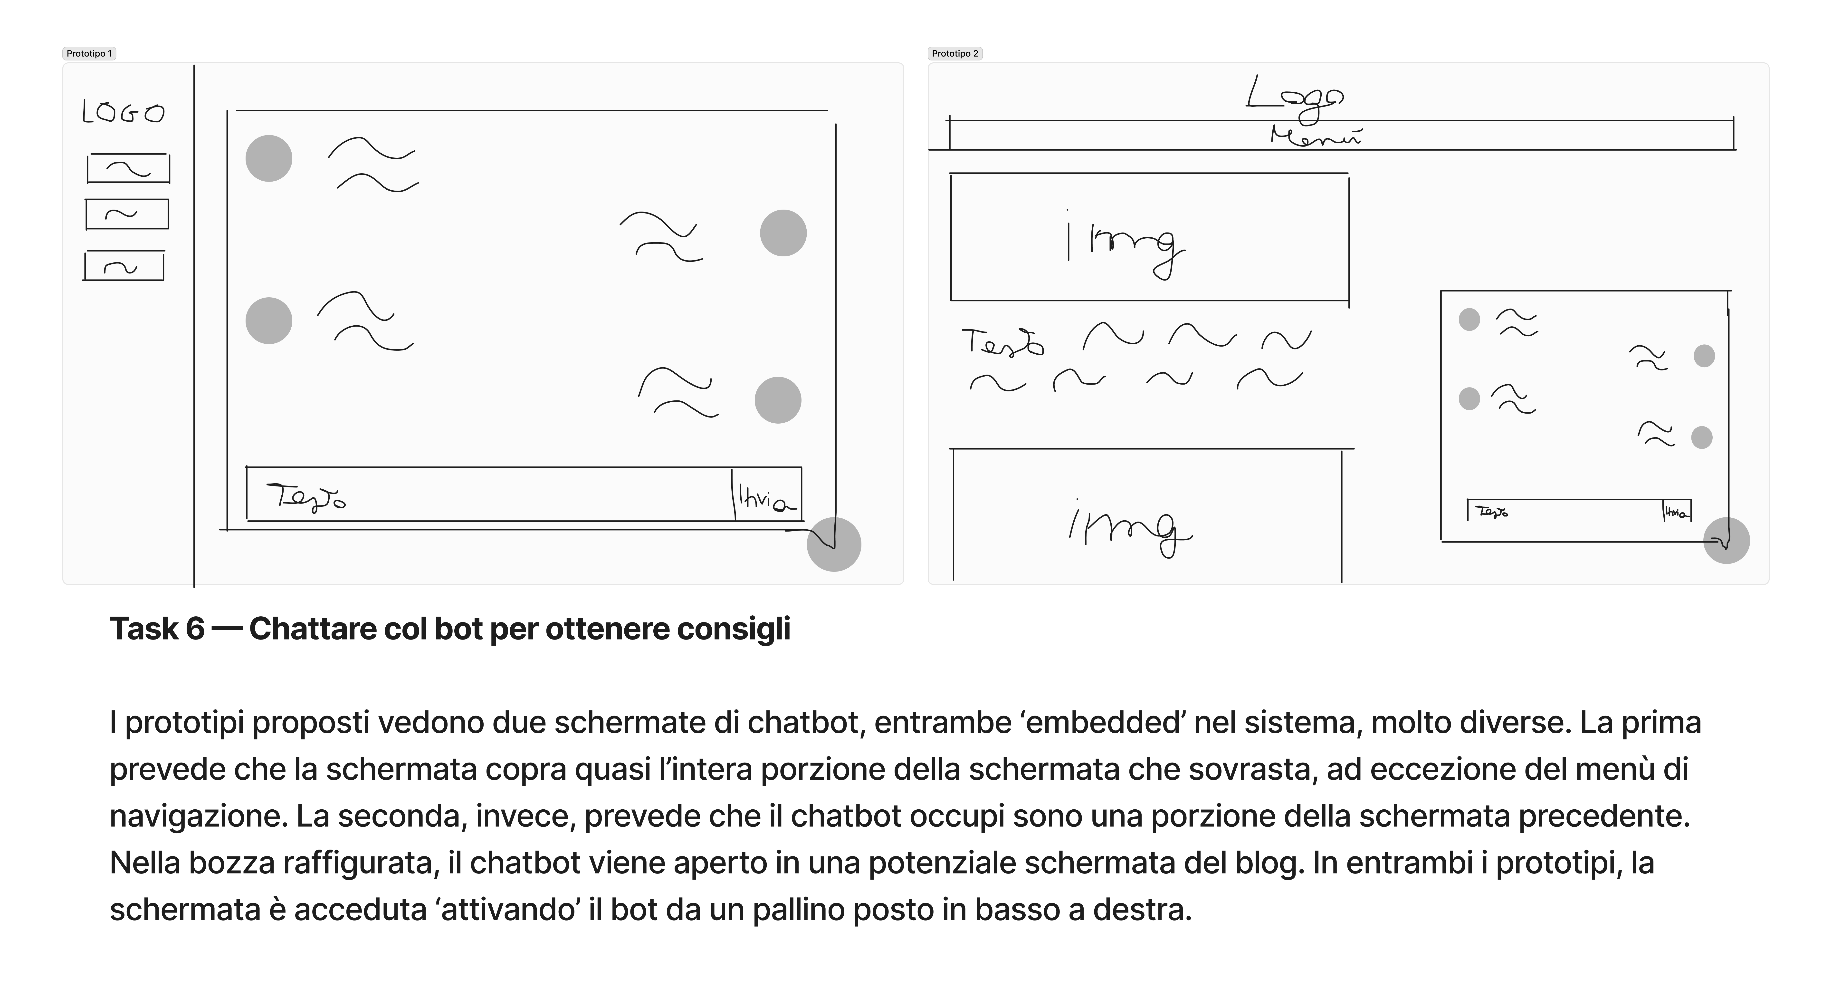 Prototipo 1
LOGO
Testo
Invia
Prototipo 2
Logo
Menù
img
Testo
img
Testo
Invia
Task 6 — Chattare col bot per ottenere consigli
I prototipi proposti vedono due schermate di chatbot, entrambe ‘embedded’ nel sistema, molto diverse. La prima
prevede che la schermata copra quasi l’intera porzione della schermata che sovrasta, ad eccezione del menù di
navigazione. La seconda, invece, prevede che il chatbot occupi sono una porzione della schermata precedente.
Nella bozza raffigurata, il chatbot viene aperto in una potenziale schermata del blog. In entrambi i prototipi, la
schermata è acceduta ‘attivando’ il bot da un pallino posto in basso a destra.